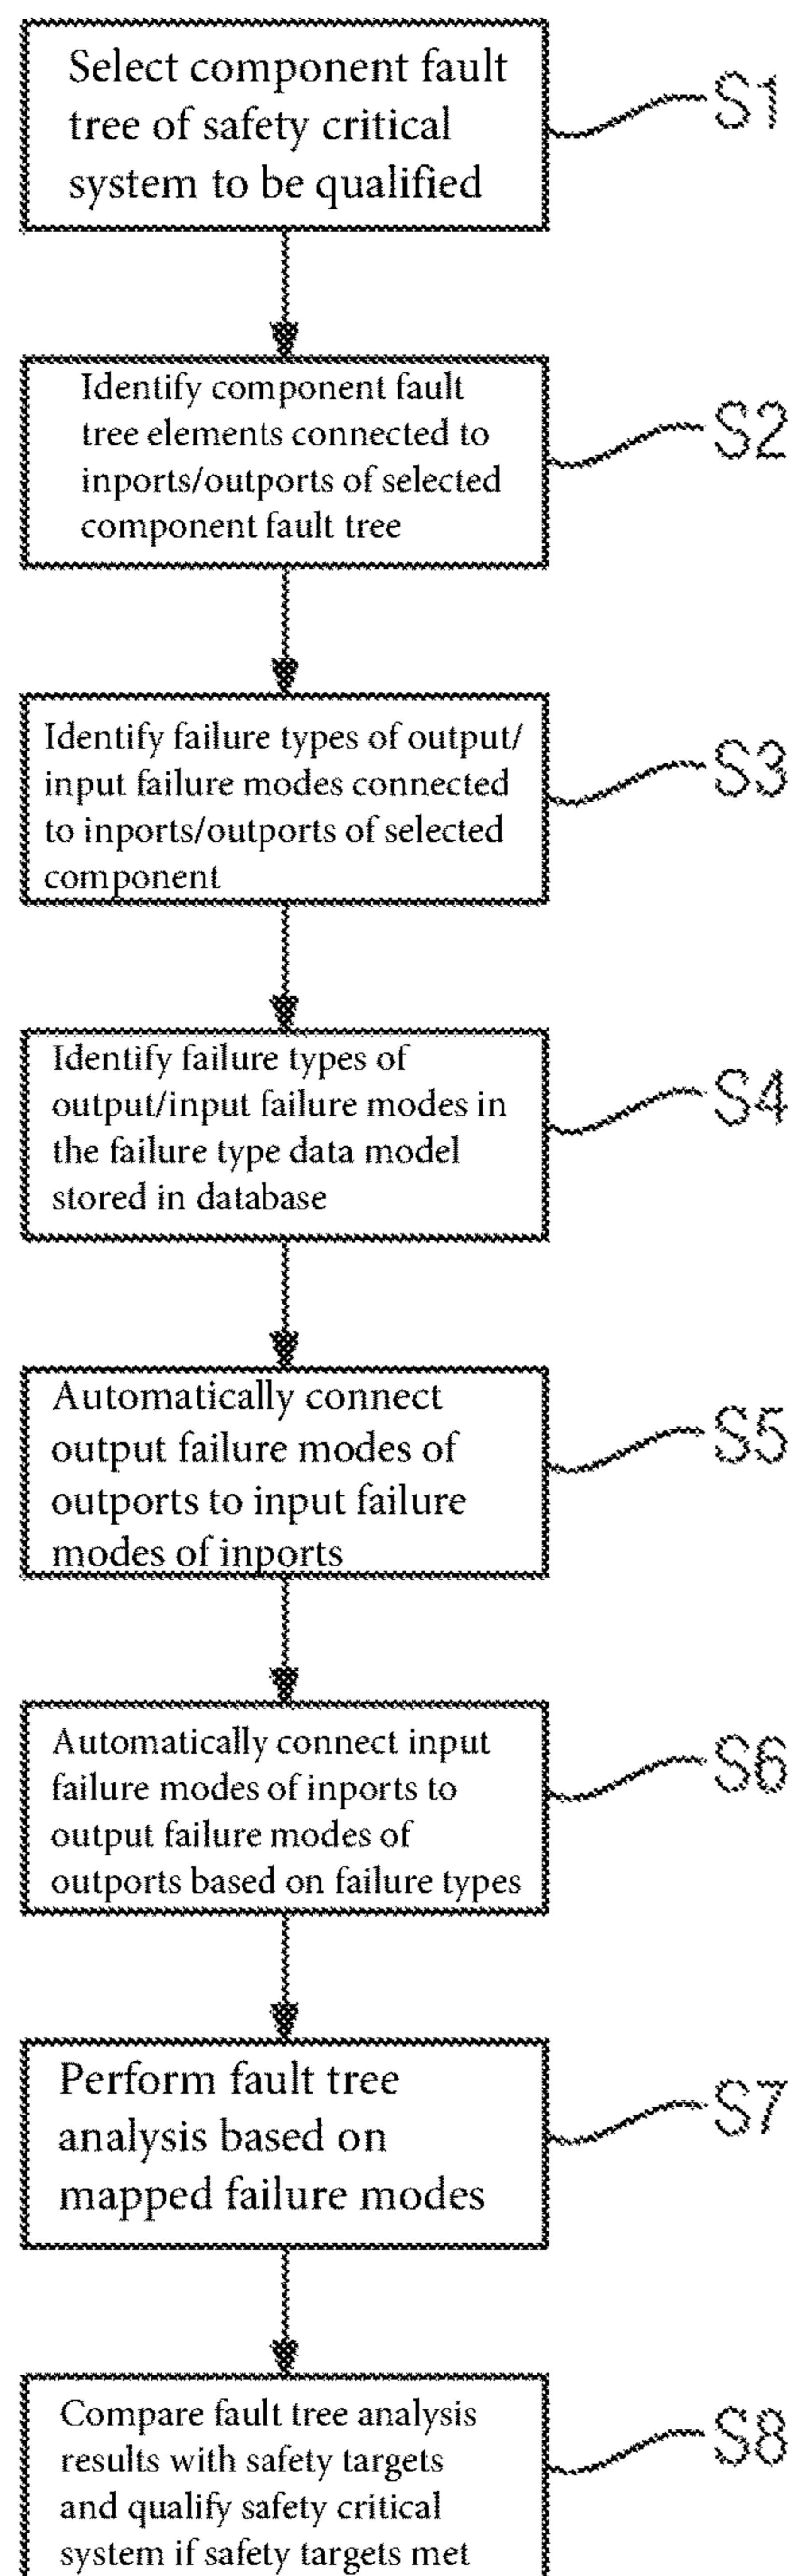 Select component fault
tree of safety critical
system to be qualified
S1
Identify component fault
tree elements connected to
inports/outports of selected
component fault tree
S2
Identify failure types of output/
input failure modes connected
to inports/outports of selected
component
S3
Identify failure types of
output/input failure modes in
the failure type data model
stored in database
S4
Automatically connect
output failure modes of
outports to input failure
modes of inports
S5
Automatically connect input
failure modes of inports to
output failure modes of
outports based on failure types
S6
Perform fault tree
analysis based on
mapped failure modes
S7
Compare fault tree analysis
results with safety targets
and qualify safety critical
system if safety targets met
S8